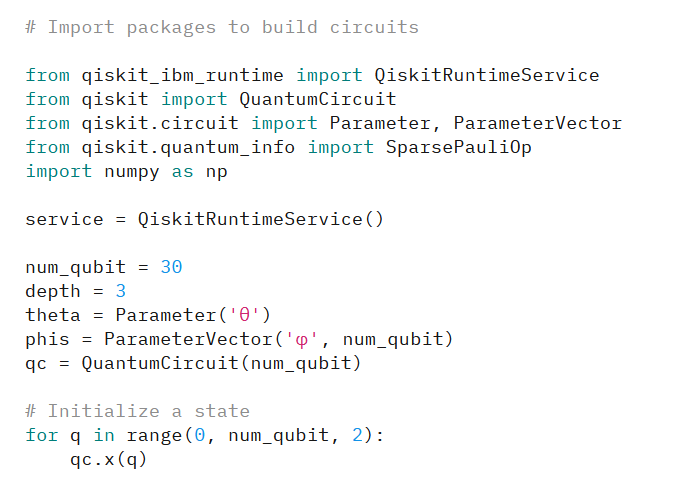 # Import packages to build circuits
from qiskit_ibm_runtime import QiskitRuntimeService
from qiskit import QuantumCircuit
from qiskit.circuit import Parameter, ParameterVector
from qiskit.quantum_info import SparsePauliOp
import numpy as np
service = QiskitRuntimeService()
num_qubit = 30
depth = 3
theta = Parameter('θ')
phis = ParameterVector('φ', num_qubit)
qc = QuantumCircuit(num_qubit)
# Initialize a state
for q in range(0, num_qubit, 2):
    qc.x(q)